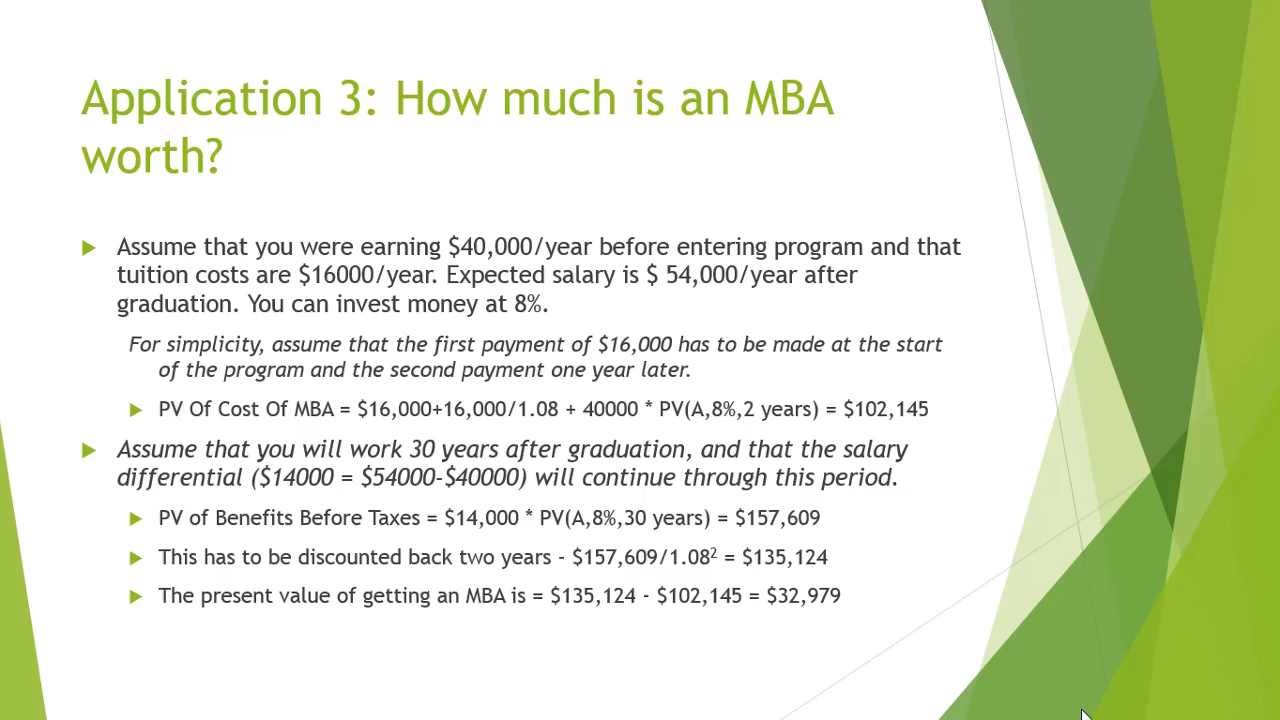 Application 3: How much is an MBA
worth?
Assume that you were earning $40,000/year before entering program and that
tuition costs are $16000/year. Expected salary is $ 54,000/year after
graduation. You can invest money at 8%.
For simplicity, assume that the first payment of $16,000 has to be made at the start
of the program and the second payment one year later.
PV Of Cost Of MBA = $16,000+16,000/1.08 + 40000 * PV(A,8%,2 years) = $102,145
Assume that you will work 30 years after graduation, and that the salary
differential ($14000 = $54000-$40000) will continue through this period.
PV of Benefits Before Taxes = $14,000 * PV(A,8%,30 years) = $157,609
This has to be discounted back two years - $157,609/1.08² = $135,124
The present value of getting an MBA is = $135,124 - $102,145 = $32,979